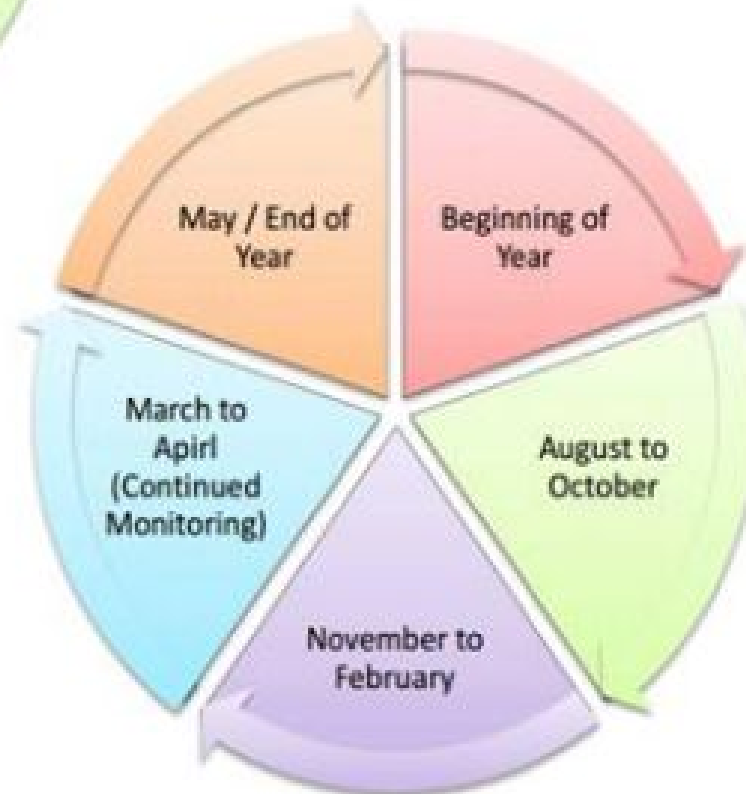 May / End of
Year
Beginning of
Year
March to
Apirl
(Continued
Monitoring)
August to
October
November to
February